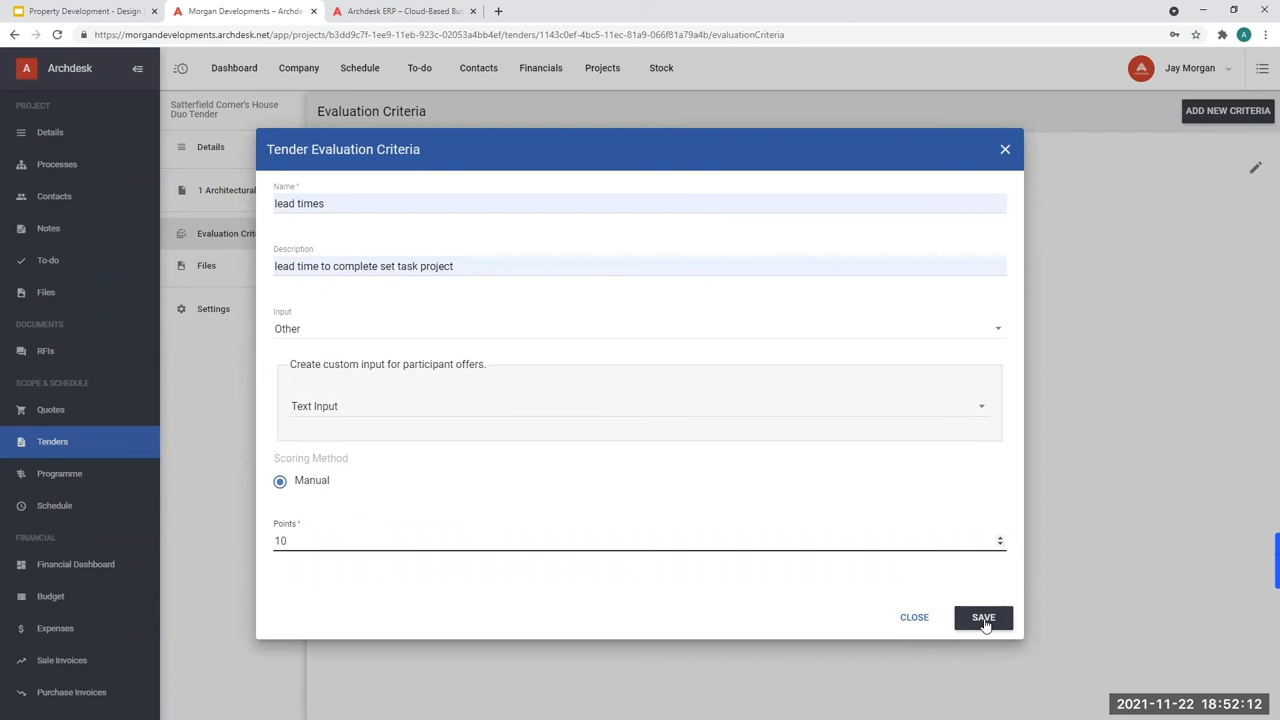 Property Development - Design
Morgan Developments – Archdesk
Archdesk ERP – Cloud-Based Bu
https://morgandevelopments.archdesk.net/app/projects/b3dd9c7f-1ee9-11eb-923c-02053a4bb4ef/tenders/1143c0ef-4bc5-11ec-81a9-066f81a79a4b/evaluationCriteria
A
A
Archdesk
Dashboard
Company
Schedule
To-do
Contacts
Financials
Projects
Stock
Jay Morgan
PROJECT
Details
Processes
Contacts
Notes
To-do
Files
DOCUMENTS
RFIs
SCOPE & SCHEDULE
Quotes
Tenders
Programme
Schedule
FINANCIAL
Financial Dashboard
Budget
Expenses
Sale Invoices
Purchase Invoices
Satterfield Corner's House
Duo Tender
Details
1 Architectural
Evaluation Crite
Files
Settings
Evaluation Criteria
ADD NEW CRITERIA
Tender Evaluation Criteria
Name *
lead times
Description
lead time to complete set task project
Input
Other
Create custom input for participant offers.
Text Input
Scoring Method
Manual
Points *
10
CLOSE
SAVE
2021-11-22 18:52:12